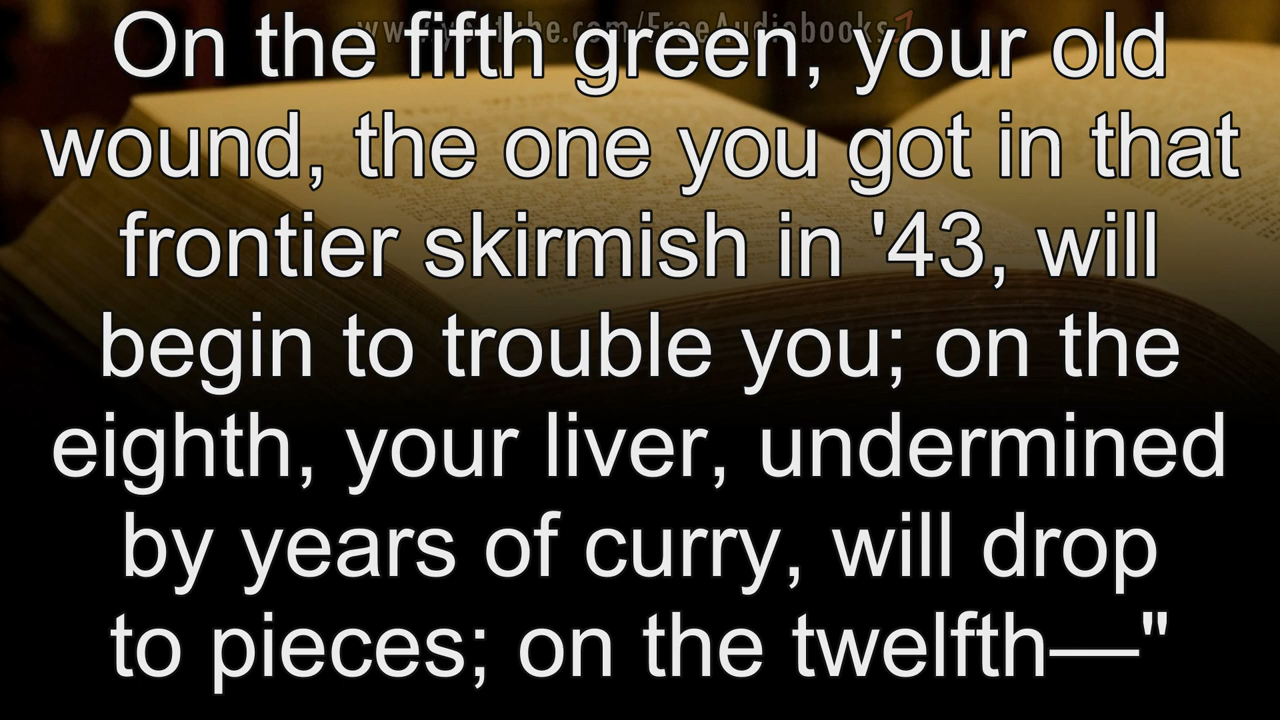 www.youtube.com/FreeAudiobooks7
On the fifth green, your old
wound, the one you got in that
frontier skirmish in '43, will
begin to trouble you; on the
eighth, your liver, undermined
by years of curry, will drop
to pieces; on the twelfth—"